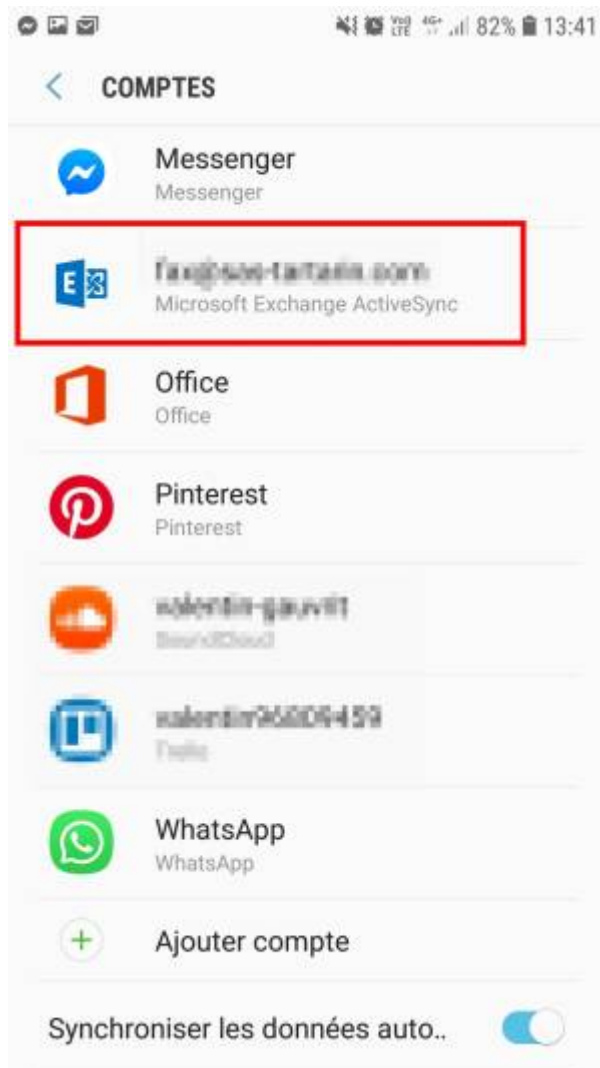 82% 13:41
COMPTES
Messenger
Messenger
Microsoft Exchange ActiveSync
Office
Office
Pinterest
Pinterest
WhatsApp
WhatsApp
Ajouter compte
Synchroniser les données auto..